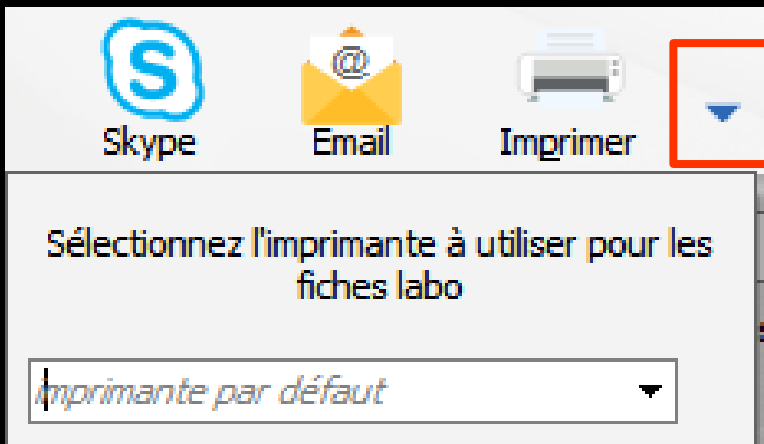 Skype Email Imprimer
Sélectionnez l'imprimante à utiliser pour les
fiches labo
imprimante par défaut